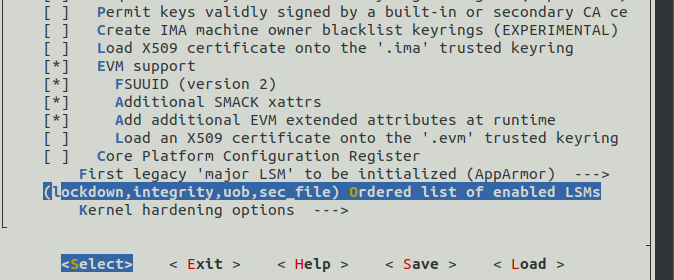 [ ] Permit keys validly signed by a built-in or secondary CA ce
[ ] Create IMA machine owner blacklist keyrings (EXPERIMENTAL)
[ ] Load X509 certificate onto the '.ima' trusted keyring
[*] EVM support
[*] FSUUID (version 2)
[*] Additional SMACK xattrs
[*] Add additional EVM extended attributes at runtime
[ ] Load an X509 certificate onto the '.evm' trusted keyring
[ ] Core Platform Configuration Register
First legacy 'major LSM' to be initialized (AppArmor) --->
(lockdown,integrity,uob,sec_file) Ordered list of enabled LSMs
Kernel hardening options --->
<Select> < Exit > < Help > < Save > < Load >